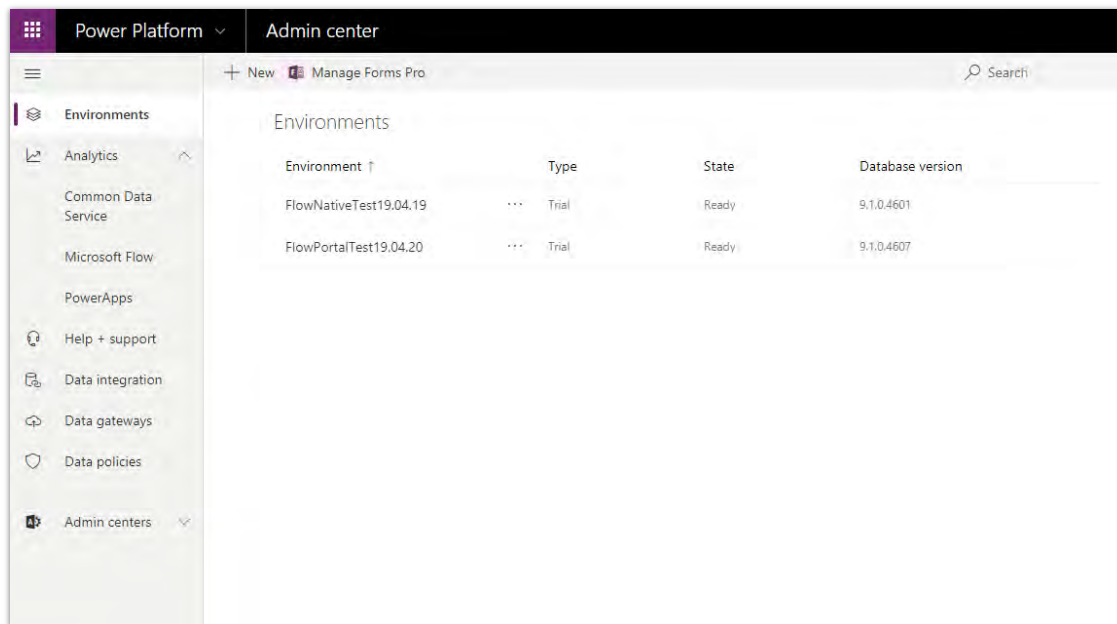 Power Platform
Admin center
New
Manage Forms Pro
Search
Environments
Analytics
Common Data
Service
Microsoft Flow
PowerApps
Help + support
Data integration
Data gateways
Data policies
Admin centers
Environments
Environment ↑ Type State Database version
FlowNativeTest19.04.19 ... Trial Ready 9.1.0.4601
FlowPortalTest19.04.20 ... Trial Ready 9.1.0.4607